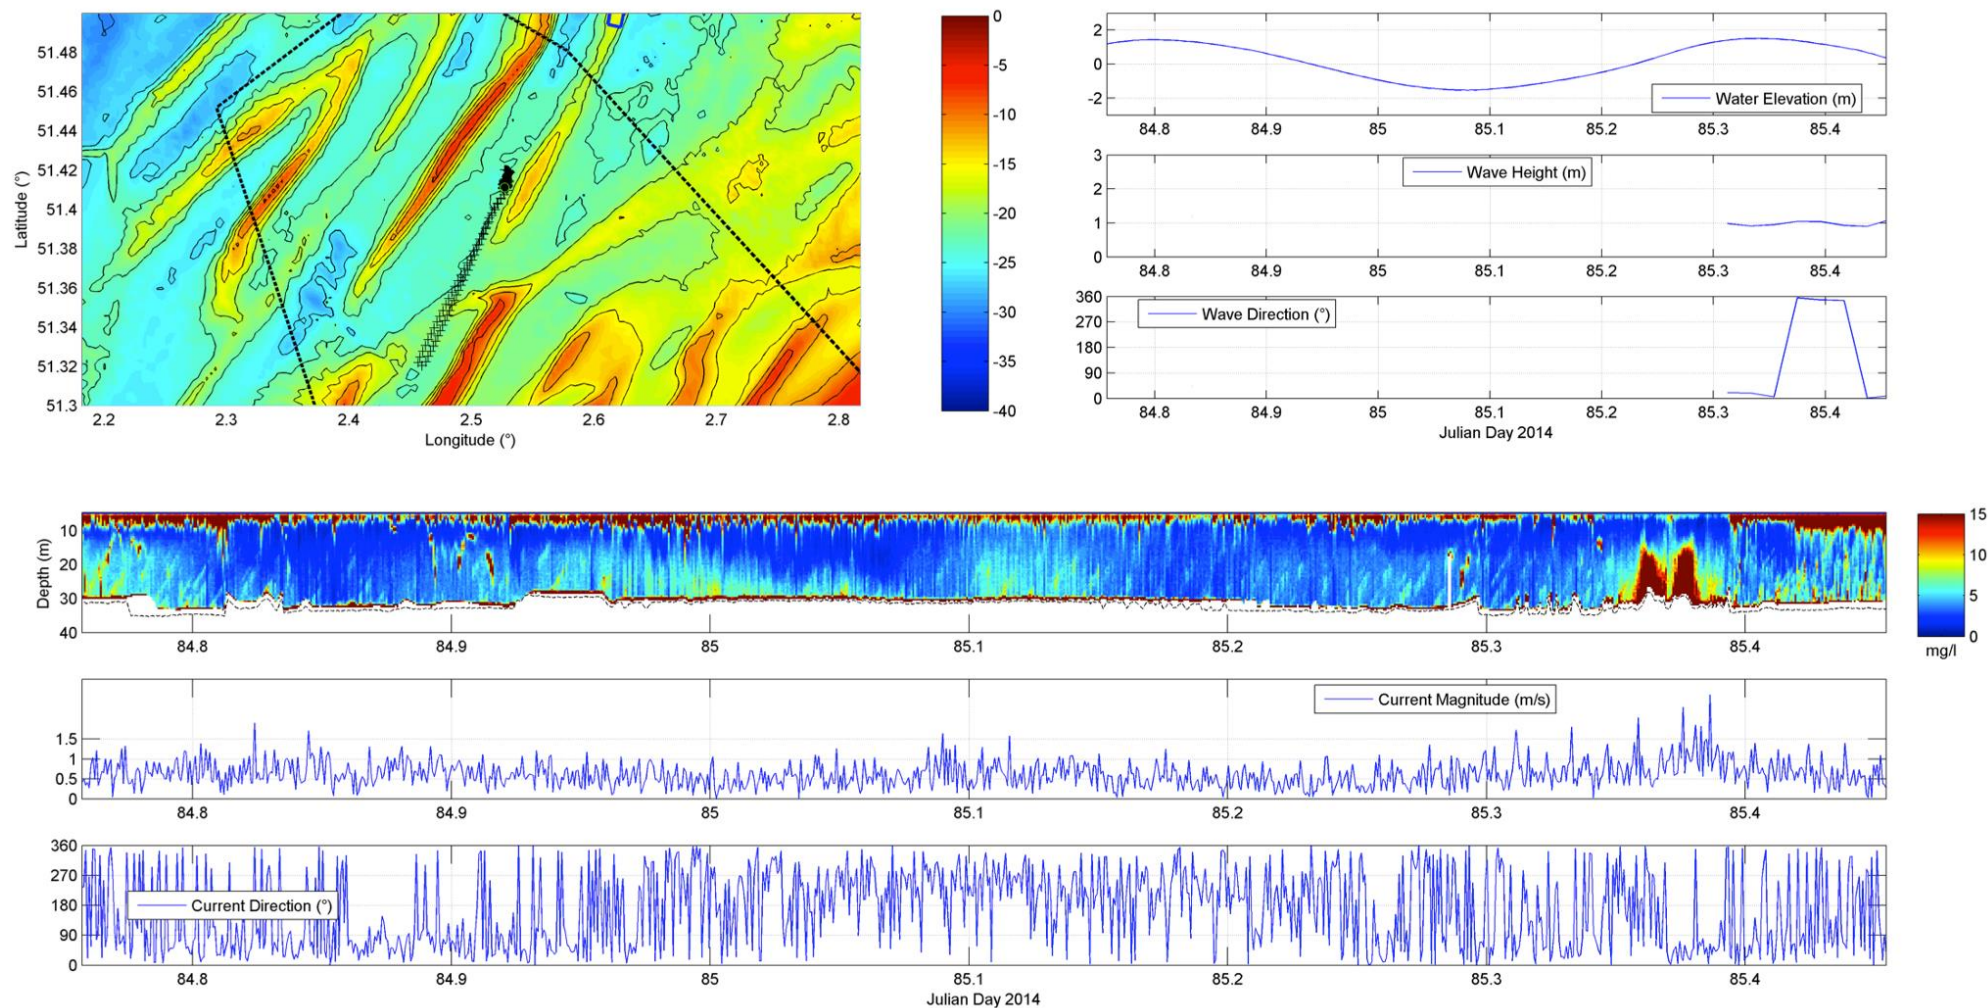 51.48
51.46
51.44
51.42
51.4
51.38
51.36
51.34
51.32
51.3
Latitude (°)
2.2 2.3 2.4 2.5 2.6 2.7 2.8
Longitude (°)
0
-5
-10
-15
-20
-25
-30
-35
-40
2
0
-2
Water Elevation (m)
84.8 84.9 85 85.1 85.2 85.3 85.4
3
2
1
0
Wave Height (m)
84.8 84.9 85 85.1 85.2 85.3 85.4
360
270
180
90
0
Wave Direction (°)
84.8 84.9 85 85.1 85.2 85.3 85.4
Julian Day 2014
10
20
30
40
Depth (m)
84.8 84.9 85 85.1 85.2 85.3 85.4
15
10
5
0
mg/l
1.5
1
0.5
0
Current Magnitude (m/s)
84.8 84.9 85 85.1 85.2 85.3 85.4
360
270
180
90
0
Current Direction (°)
84.8 84.9 85 85.1 85.2 85.3 85.4
Julian Day 2014